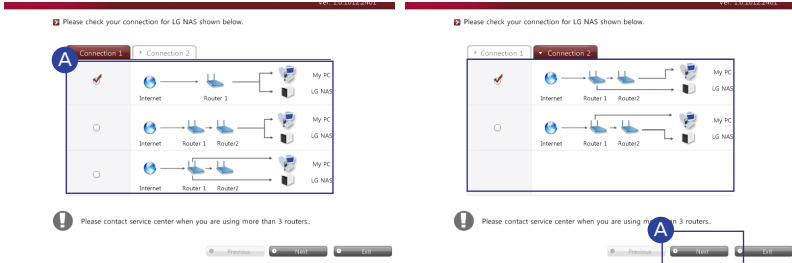 Ver. 1.0.1012.2401
Please check your connection for LG NAS shown below.
A
Connection 1
Connection 2
Internet
Router 1
My PC
LG NAS
Internet
Router 1
Router2
My PC
LG NAS
Internet
Router 1
Router2
My PC
LG NAS
Please contact service center when you are using more than 3 routers..
Previous
Next
Exit
Ver. 1.0.1012.2401
Please check your connection for LG NAS shown below.
Connection 1
Connection 2
Internet
Router 1
Router2
My PC
LG NAS
Internet
Router 1
Router2
My PC
LG NAS
Please contact service center when you are using m n 3 routers..
A
Previous
Next
Exit